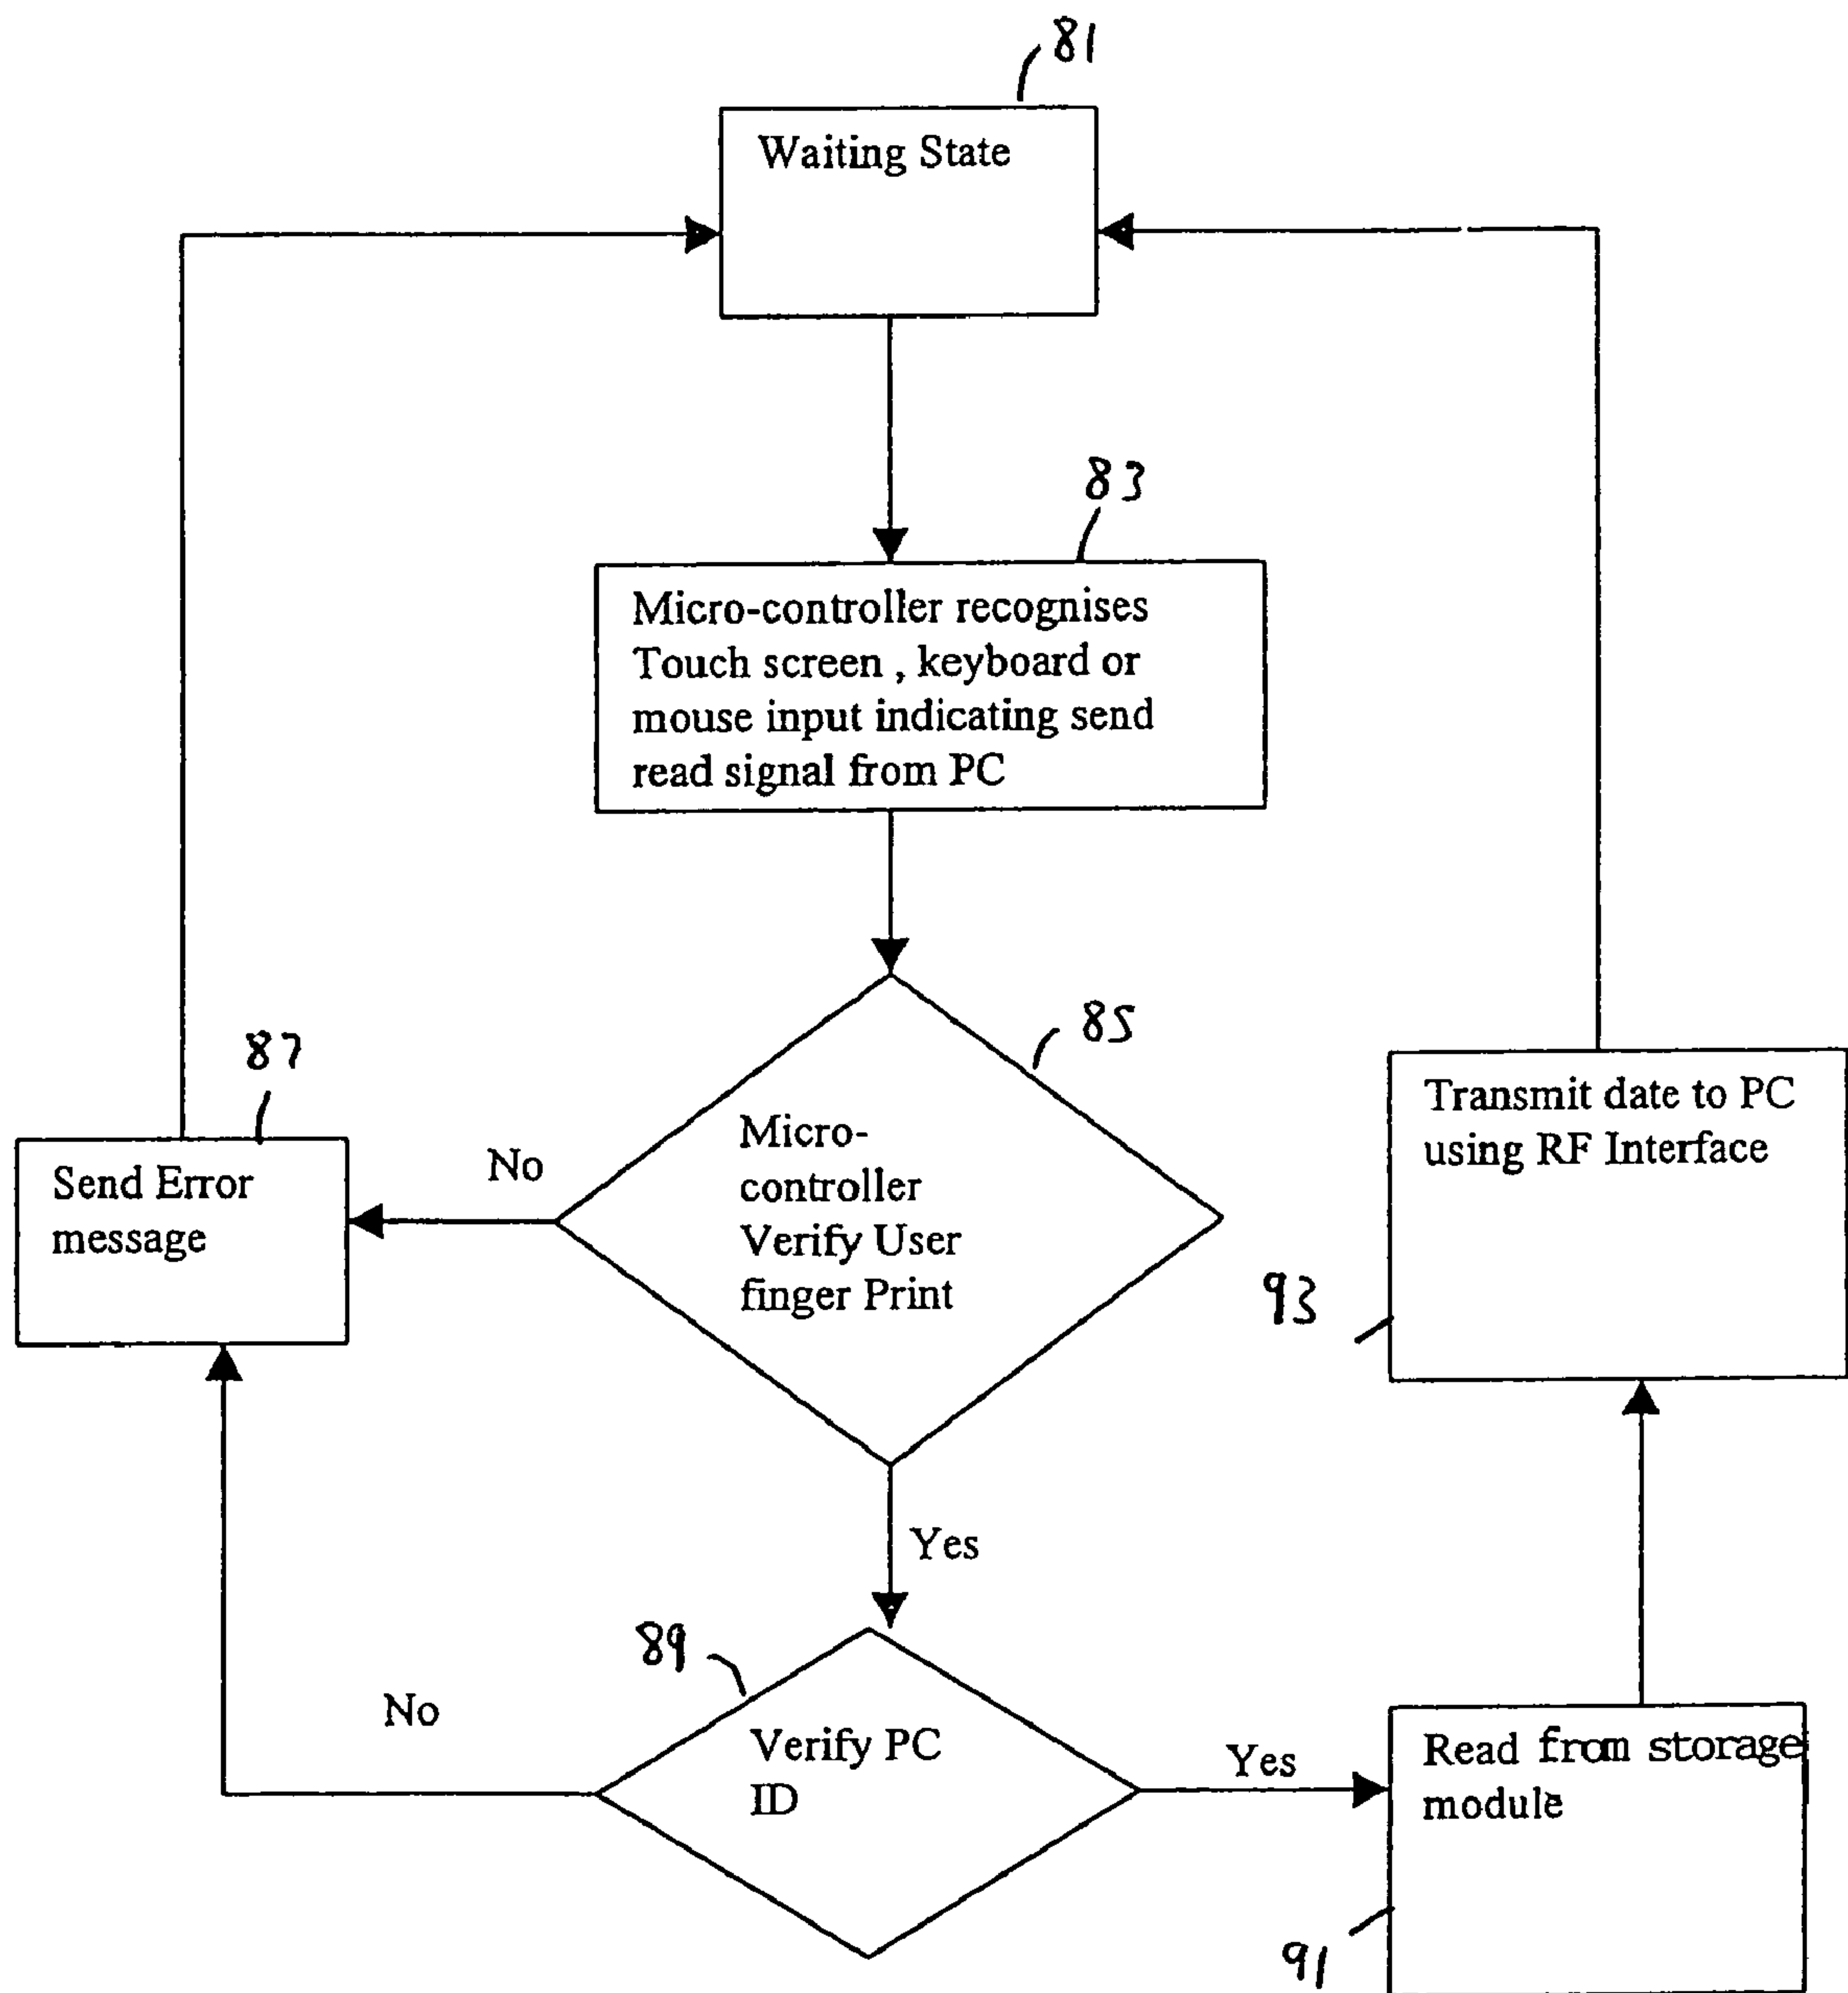 81
Waiting State
83
Micro-controller recognises
Touch screen , keyboard or
mouse input indicating send
read signal from PC
85
Micro-
controller
Verify User
finger Print
No
87
Send Error
message
Transmit date to PC
using RF Interface
93
Yes
89
Verify PC
ID
No
Yes
Read from storage
module
91